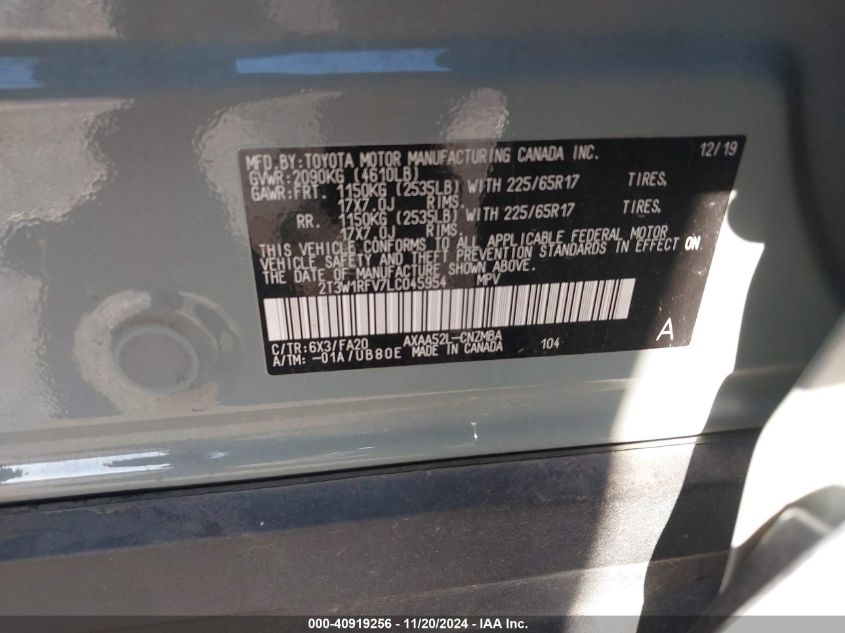 MFD.BY:TOYOTA MOTOR MANUFACTURING CANADA INC. 12/19
GVWR:2090KG (4610LB)
GAWR:FRT. 1150KG (2535LB) WITH 225/65R17 TIRES,
17X7.0J RIMS.
RR. 1150KG (2535LB) WITH 225/65R17 TIRES,
17X7.0J RIMS.
THIS VEHICLE CONFORMS TO ALL APPLICABLE FEDERAL MOTOR
VEHICLE SAFETY AND THEFT PREVENTION STANDARDS IN EFFECT ON
THE DATE OF MANUFACTURE SHOWN ABOVE.
2T3W1RFV7LC045954 MPV
C/TR:6X3/FA20 AXAA52L-CNZMBA
A/TM:-01A/UB80E MADE IN CANADA 104 A
000-40919256 - 11/20/2024 - IAA Inc.